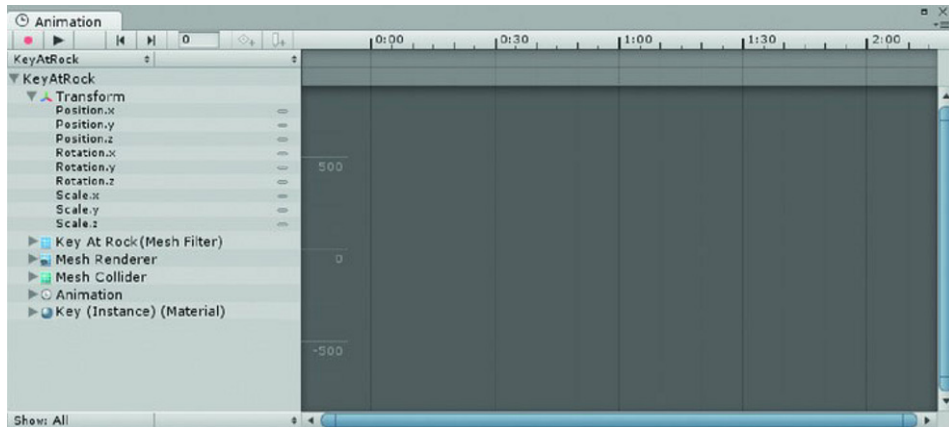 Animation
0
0:00 0:30 1:00 1:30 2:00
KeyAtRock
KeyAtRock
Transform
Position.x
Position.y
Position.z
Rotation.x
Rotation.y
Rotation.z
Scale.x
Scale.y
Scale.z
500
Key At Rock(Mesh Filter)
Mesh Renderer
0
Mesh Collider
Animation
Key (Instance) (Material)
-500
Show: All